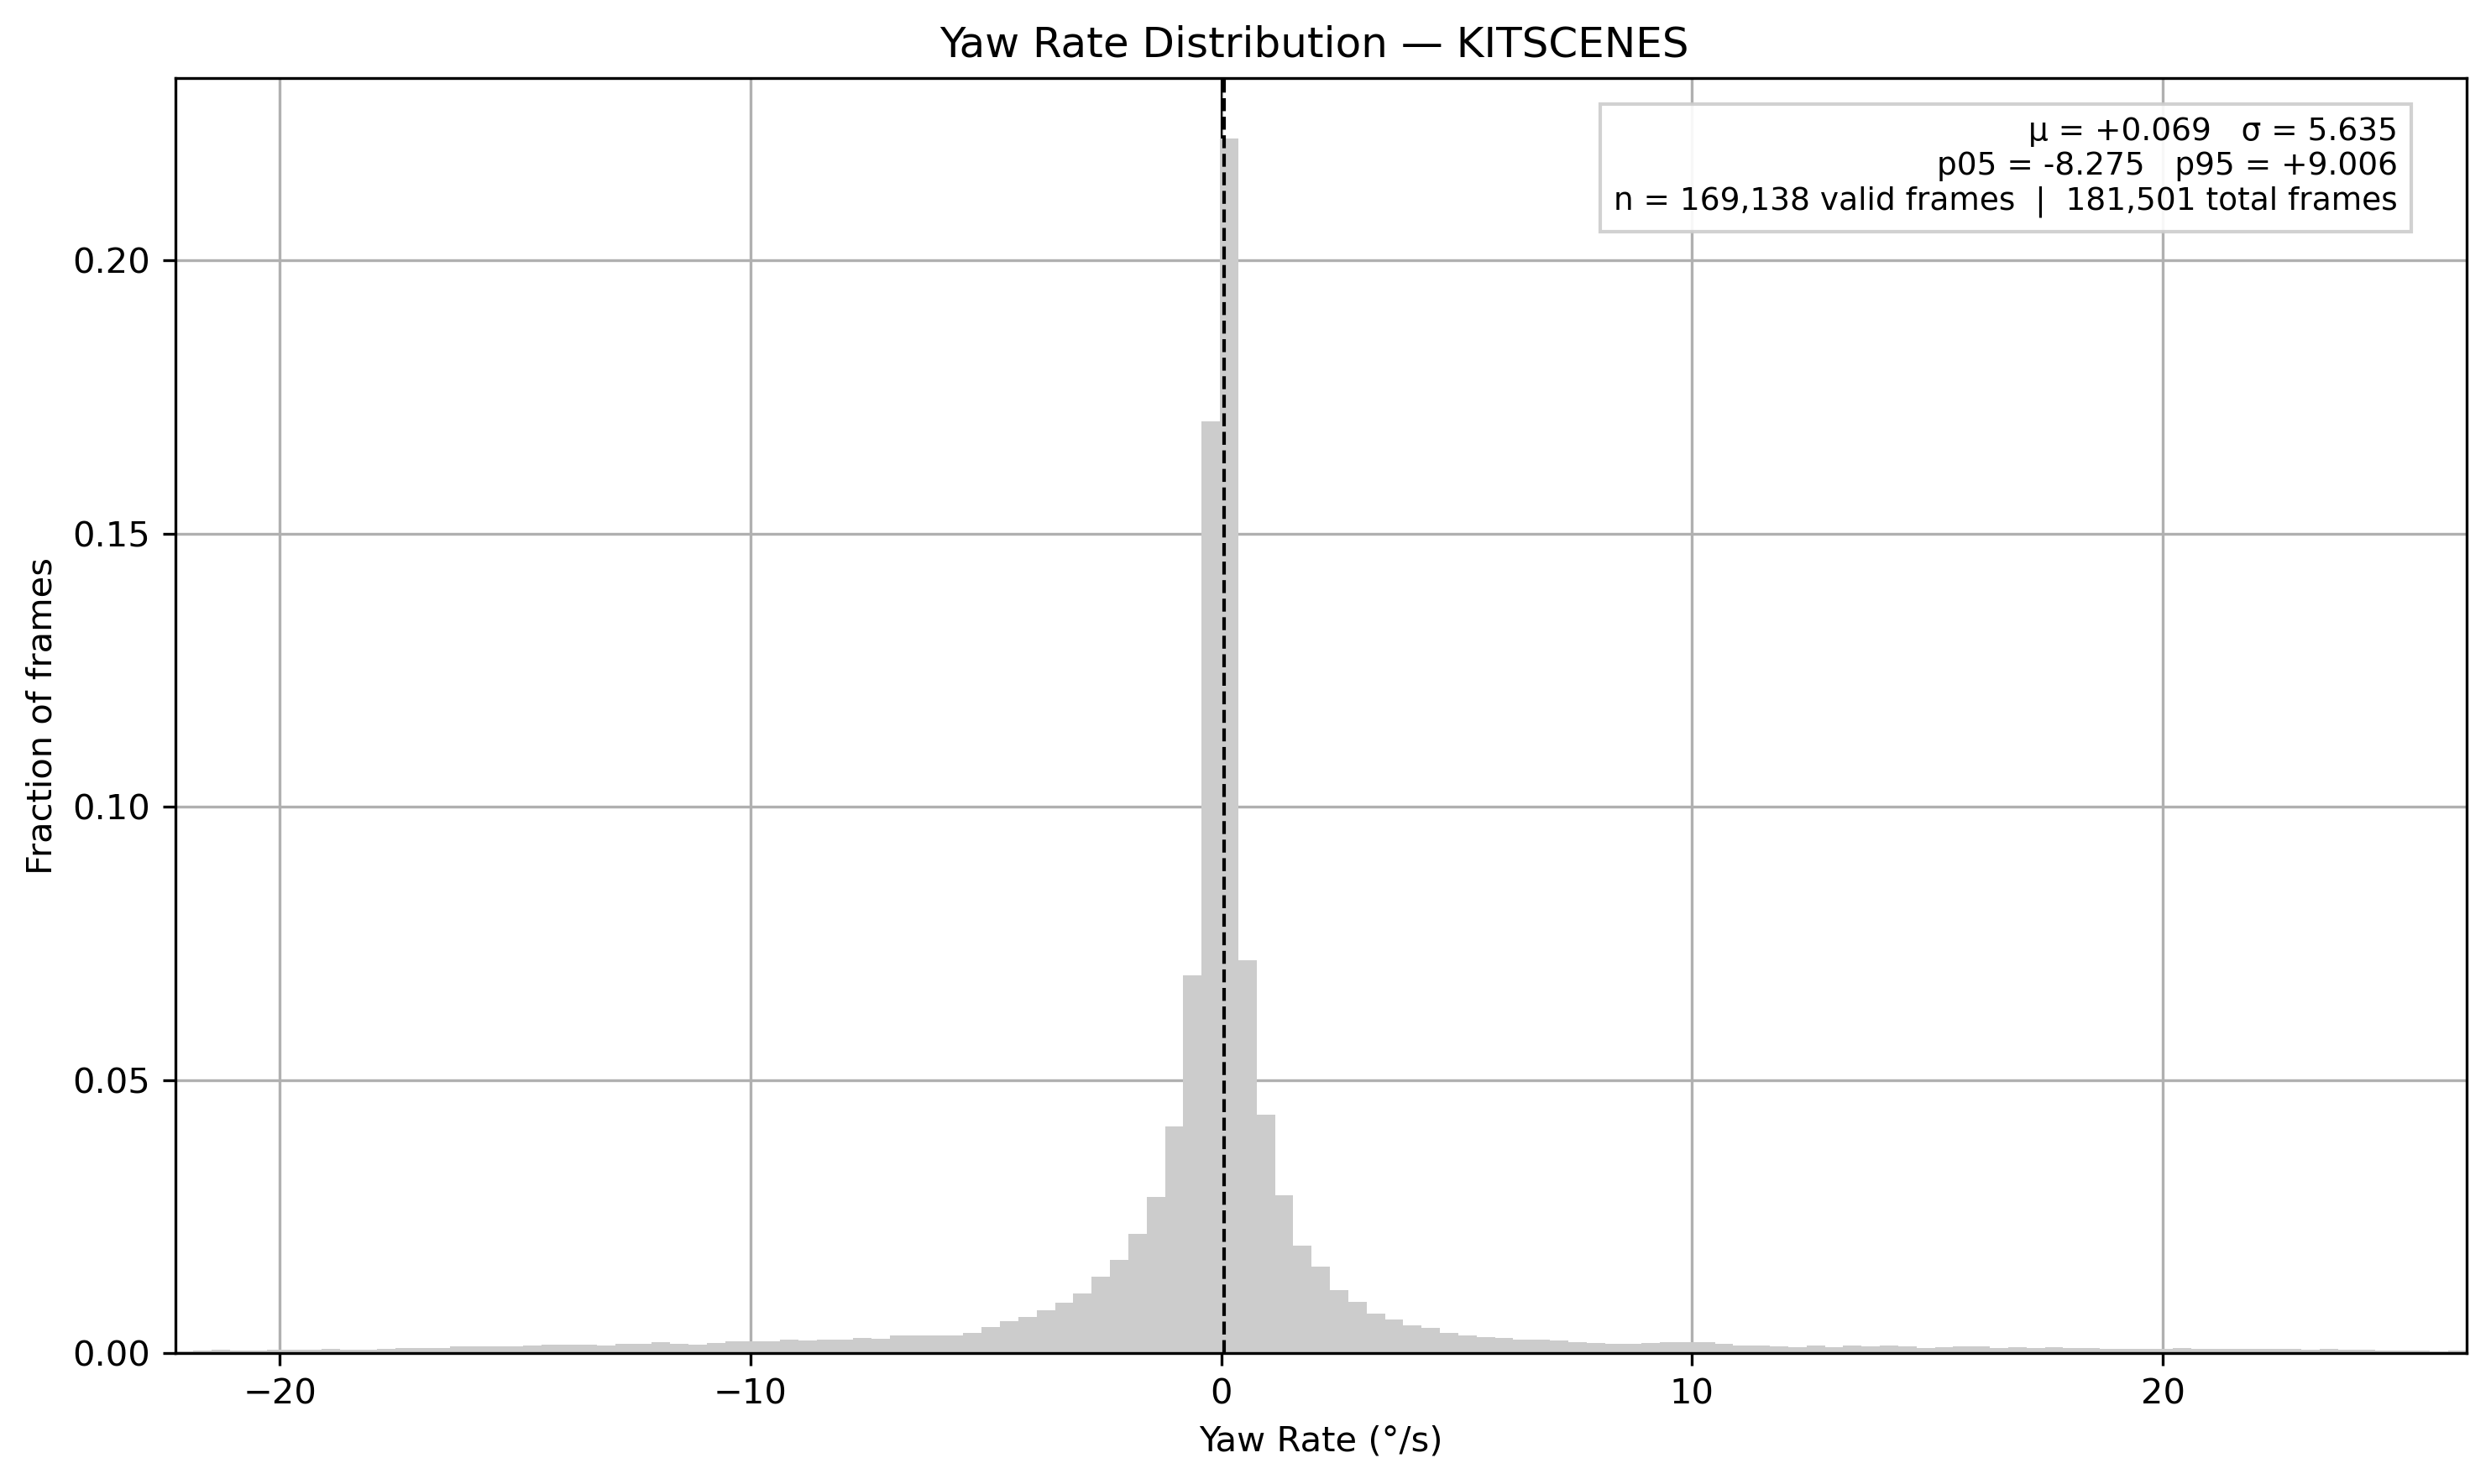 Yaw Rate Distribution — KITSCENES
μ = +0.069   σ = 5.635
p05 = -8.275   p95 = +9.006
n = 169,138 valid frames  |  181,501 total frames
Fraction of frames
0.20
0.15
0.10
0.05
0.00
−20
−10
0
10
20
Yaw Rate (°/s)